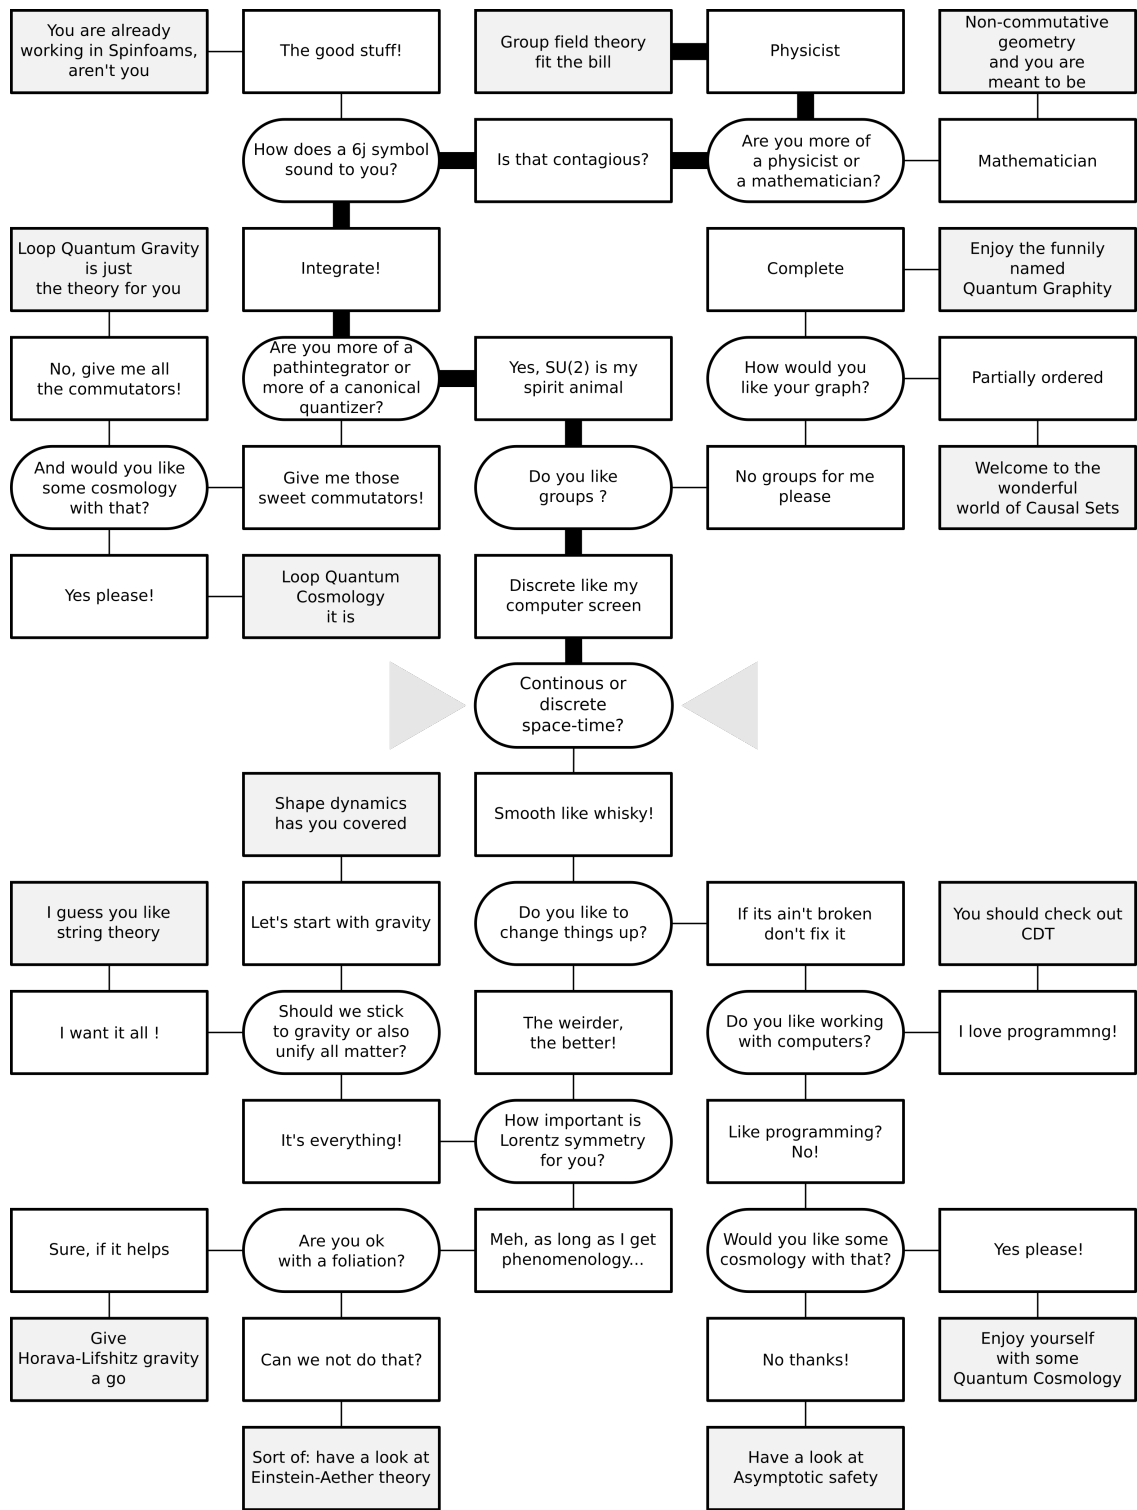 You are already
working in Spinfoams,
aren't you
The good stuff!
Group field theory
fit the bill
Physicist
Non-commutative
geometry
and you are
meant to be
How does a 6j symbol
sound to you?
Is that contagious?
Are you more of
a physicist or
a mathematician?
Mathematician
Loop Quantum Gravity
is just
the theory for you
Integrate!
Complete
Enjoy the funnily
named
Quantum Graphity
No, give me all
the commutators!
Are you more of a
pathintegrator or
more of a canonical
quantizer?
Yes, SU(2) is my
spirit animal
How would you
like your graph?
Partially ordered
And would you like
some cosmology
with that?
Give me those
sweet commutators!
Do you like
groups ?
No groups for me
please
Welcome to the
wonderful
world of Causal Sets
Yes please!
Loop Quantum
Cosmology
it is
Discrete like my
computer screen
Continous or
discrete
space-time?
Shape dynamics
has you covered
Smooth like whisky!
I guess you like
string theory
Let's start with gravity
Do you like to
change things up?
If its ain't broken
don't fix it
You should check out
CDT
I want it all !
Should we stick
to gravity or also
unify all matter?
The weirder,
the better!
Do you like working
with computers?
I love programmng!
It's everything!
How important is
Lorentz symmetry
for you?
Like programming?
No!
Sure, if it helps
Are you ok
with a foliation?
Meh, as long as I get
phenomenology...
Would you like some
cosmology with that?
Yes please!
Give
Horava-Lifshitz gravity
a go
Can we not do that?
No thanks!
Enjoy yourself
with some
Quantum Cosmology
Sort of: have a look at
Einstein-Aether theory
Have a look at
Asymptotic safety